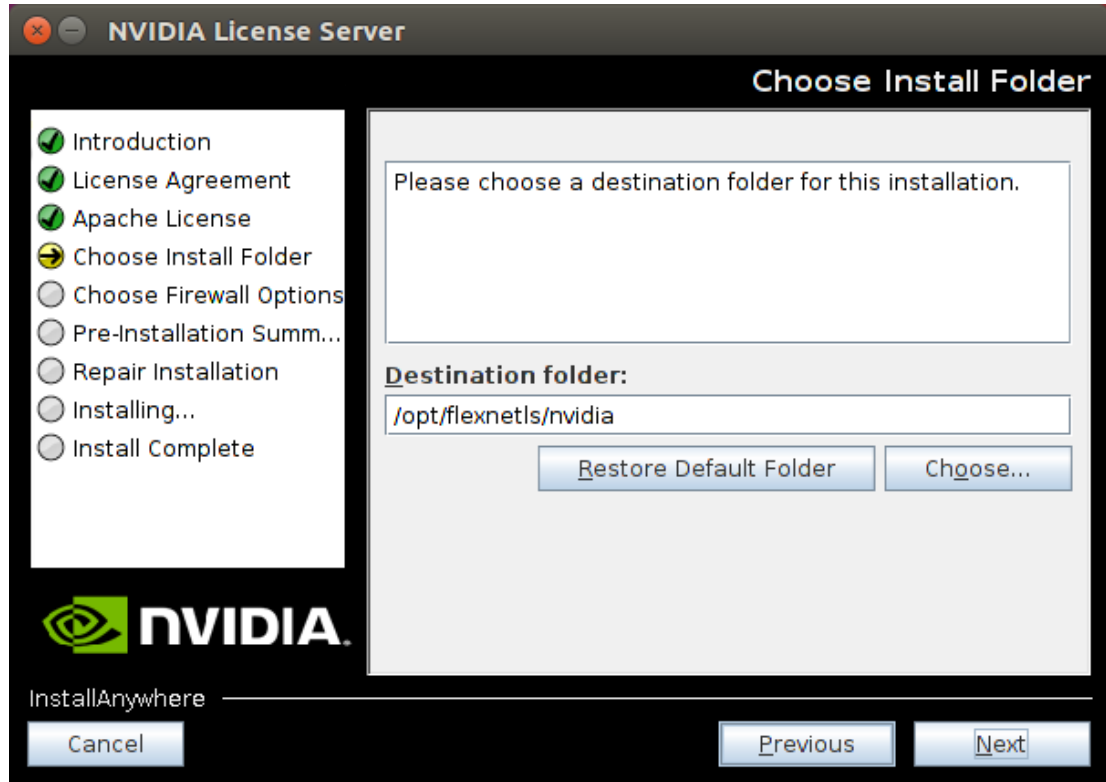 NVIDIA License Server
Choose Install Folder
Introduction
License Agreement
Apache License
Choose Install Folder
Choose Firewall Options
Pre-Installation Summ...
Repair Installation
Installing...
Install Complete
Please choose a destination folder for this installation.
Destination folder:
/opt/flexnetls/nvidia
Restore Default Folder
Choose...
NVIDIA.
InstallAnywhere
Cancel
Previous
Next